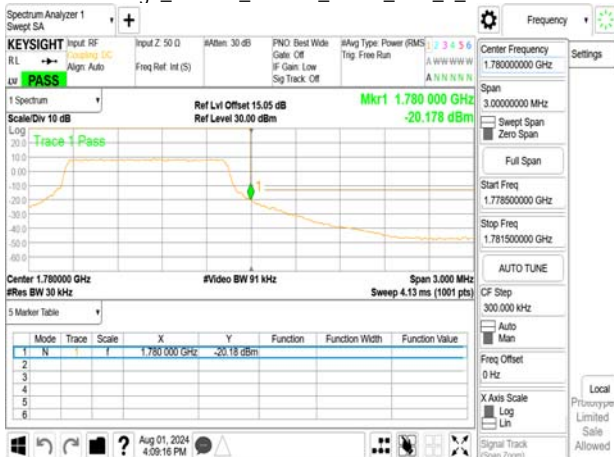 Spectrum Analyzer 1
Swept SA
+
Frequency
KEYSIGHT
Input: RF
Coupling: DC
Align: Auto
Input Z: 50 Ω
Freq Ref: Int (S)
#Atten: 30 dB
PNO: Best Wide
Gate: Off
IF Gain: Low
Sig Track: Off
#Avg Type: Power (RMS
Trig: Free Run
1 2 3 4 5 6
A WW WW W
A N N N N N
RL
LU PASS
1 Spectrum
Scale/Div 10 dB
Ref Lvl Offset 15.05 dB
Ref Level 30.00 dBm
Mkr1 1.780 000 GHz
-20.178 dBm
Log
Trace 1 Pass
20.0
10.0
0.00
-10.0
-20.0
-30.0
-40.0
-50.0
-60.0
1
Center 1.780000 GHz
#Res BW 30 kHz
#Video BW 91 kHz
Span 3.000 MHz
Sweep 4.13 ms (1001 pts)
5 Marker Table
Mode Trace Scale X Y Function Function Width Function Value
1 N 1 f 1.780 000 GHz -20.18 dBm
2
3
4
5
6
Aug 01, 2024
4:09:16 PM
Center Frequency
1.780000000 GHz
Span
3.00000000 MHz
Swept Span
Zero Span
Full Span
Start Freq
1.778500000 GHz
Stop Freq
1.781500000 GHz
AUTO TUNE
CF Step
300.000 kHz
Auto
Man
Freq Offset
0 Hz
X Axis Scale
Log
Lin
Signal Track
(Span Zoom)
Settings
Local
Prototype
Limited
Sale
Allowed